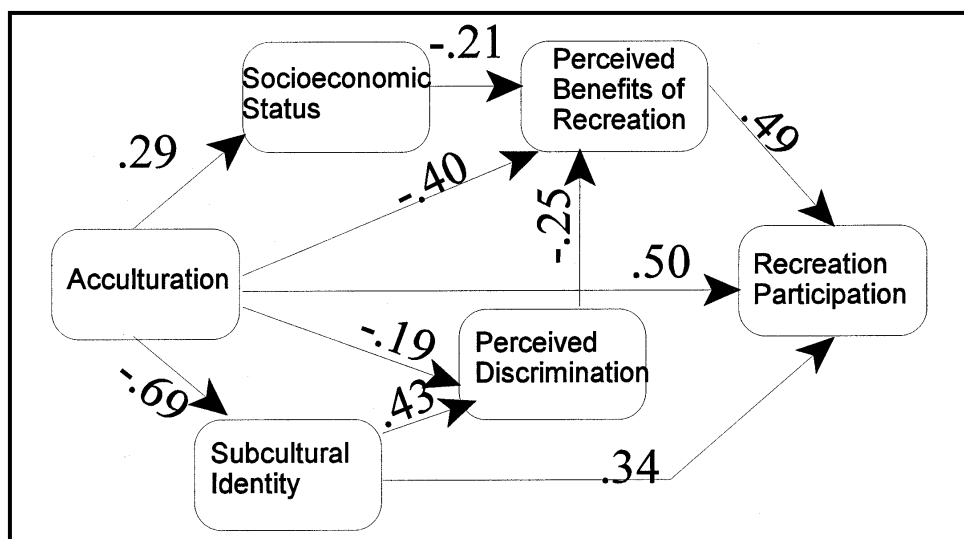 -.21
Socioeconomic
Status
Perceived
Benefits of
Recreation
.29
-.40
.49
-.25
Acculturation
.50
Recreation
Participation
-.19
Perceived
Discrimination
-.69
.43
Subcultural
Identity
.34